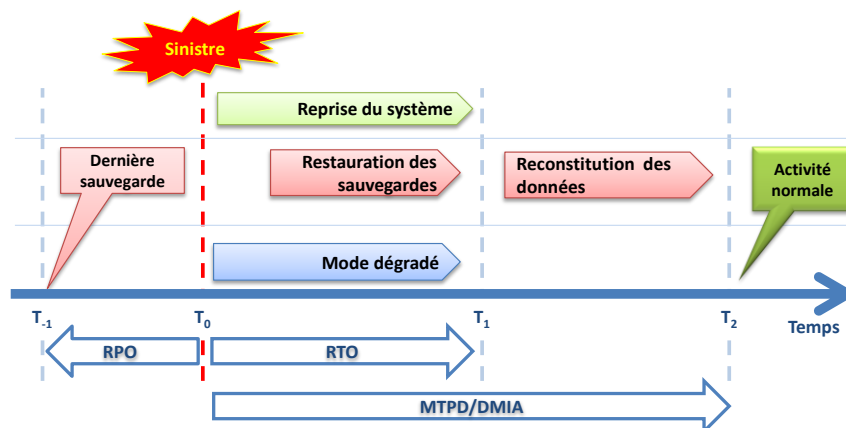 Sinistre
Reprise du système
Dernière
sauvegarde
Restauration des
sauvegardes
Reconstitution des
données
Activité
normale
Mode dégradé
T-1
T0
T1
T2
Temps
RPO
RTO
MTPD/DMIA